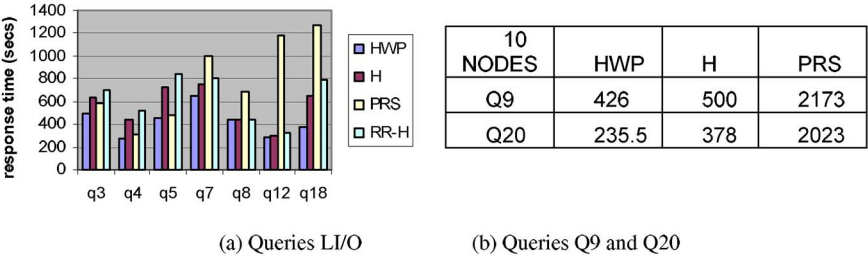 response time (secs)
1400
1200
1000
800
600
400
200
0
q3 q4 q5 q7 q8 q12 q18
HWP
H
PRS
RR-H
(a) Queries LI/O
10
NODES HWP H PRS
Q9 426 500 2173
Q20 235.5 378 2023
(b) Queries Q9 and Q20